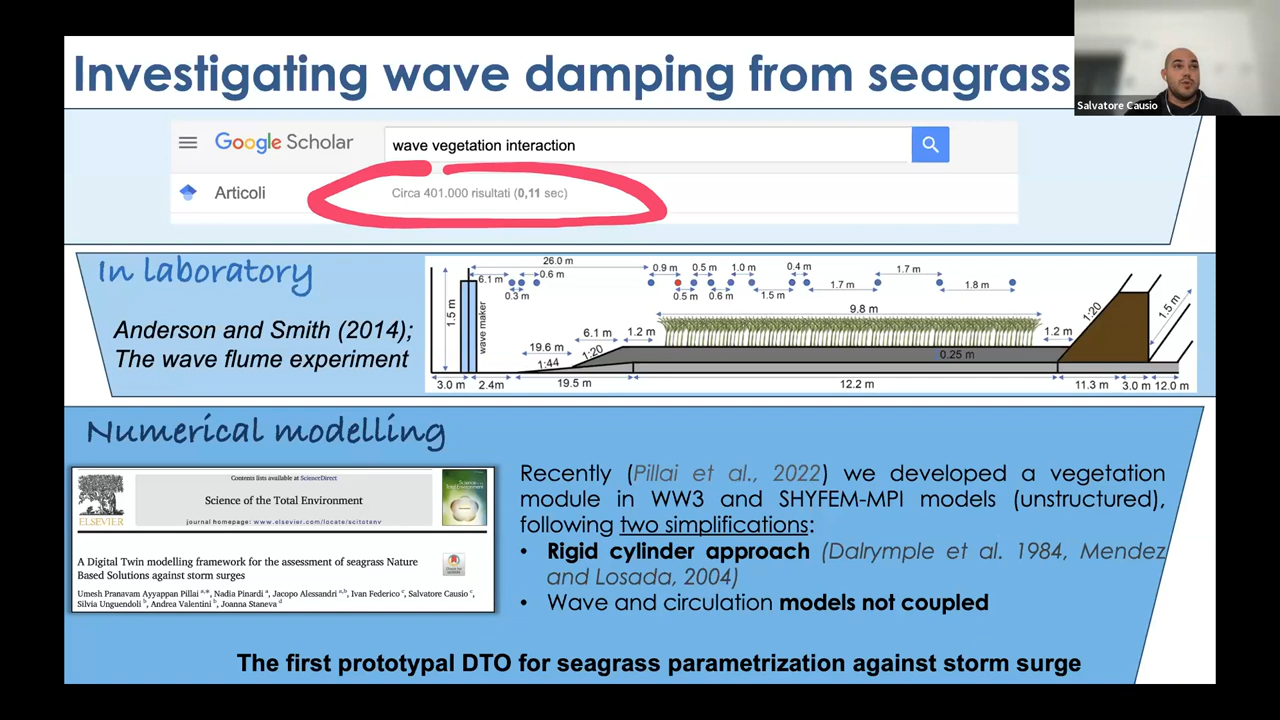 Investigating wave damping from seagrass
Salvatore Causio
Google Scholar
wave vegetation interaction
Articoli
Circa 401.000 risultati (0,11 sec)
In laboratory
Anderson and Smith (2014);
The wave flume experiment
26.0 m
6.1 m
0.6 m
0.3 m
0.9 m
0.5 m
1.0 m
0.4 m
1.7 m
0.5 m
0.6 m
1.5 m
1.7 m
1.8 m
1.5 m
wave maker
9.8 m
6.1 m
1.2 m
1.2 m
1:20
1.5 m
19.6 m
1:44
1:20
0.25 m
3.0 m
2.4m
19.5 m
12.2 m
11.3 m
3.0 m
12.0 m
Numerical modelling
ELSEVIER
Contents lists available at ScienceDirect
Science of the Total Environment
journal homepage: www.elsevier.com/locate/scitotenv
A Digital Twin modelling framework for the assessment of seagrass Nature
Based Solutions against storm surges
Umesh Pranavam Ayyappan Pillai a,*, Nadia Pinardi a, Jacopo Alessandri a,b, Ivan Federico c, Salvatore Causio c,
Silvia Unguendoli b, Andrea Valentini b, Joanna Staneva d
Recently (Pillai et al., 2022) we developed a vegetation
module in WW3 and SHYFEM-MPI models (unstructured),
following two simplifications:
• Rigid cylinder approach (Dalrymple et al. 1984, Mendez
and Losada, 2004)
• Wave and circulation models not coupled
The first prototypal DTO for seagrass parametrization against storm surge